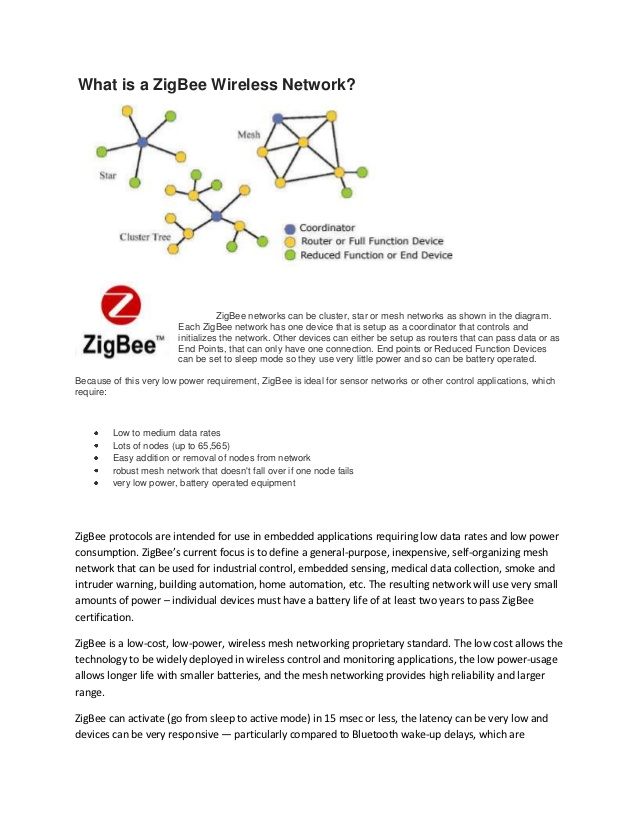 What is a ZigBee Wireless Network?
Mesh
Star
Cluster Tree
Coordinator
Router or Full Function Device
Reduced Function or End Device
Z
ZigBee™
ZigBee networks can be cluster, star or mesh networks as shown in the diagram.
Each ZigBee network has one device that is setup as a coordinator that controls and
initializes the network. Other devices can either be setup as routers that can pass data or as
End Points, that can only have one connection. End points or Reduced Function Devices
can be set to sleep mode so they use very little power and so can be battery operated.
Because of this very low power requirement, ZigBee is ideal for sensor networks or other control applications, which
require:
• Low to medium data rates
• Lots of nodes (up to 65,565)
• Easy addition or removal of nodes from network
• robust mesh network that doesn't fall over if one node fails
• very low power, battery operated equipment
ZigBee protocols are intended for use in embedded applications requiring low data rates and low power
consumption. ZigBee's current focus is to define a general-purpose, inexpensive, self-organizing mesh
network that can be used for industrial control, embedded sensing, medical data collection, smoke and
intruder warning, building automation, home automation, etc. The resulting network will use very small
amounts of power – individual devices must have a battery life of at least two years to pass ZigBee
certification.
ZigBee is a low-cost, low-power, wireless mesh networking proprietary standard. The low cost allows the
technology to be widely deployed in wireless control and monitoring applications, the low power-usage
allows longer life with smaller batteries, and the mesh networking provides high reliability and larger
range.
ZigBee can activate (go from sleep to active mode) in 15 msec or less, the latency can be very low and
devices can be very responsive — particularly compared to Bluetooth wake-up delays, which are